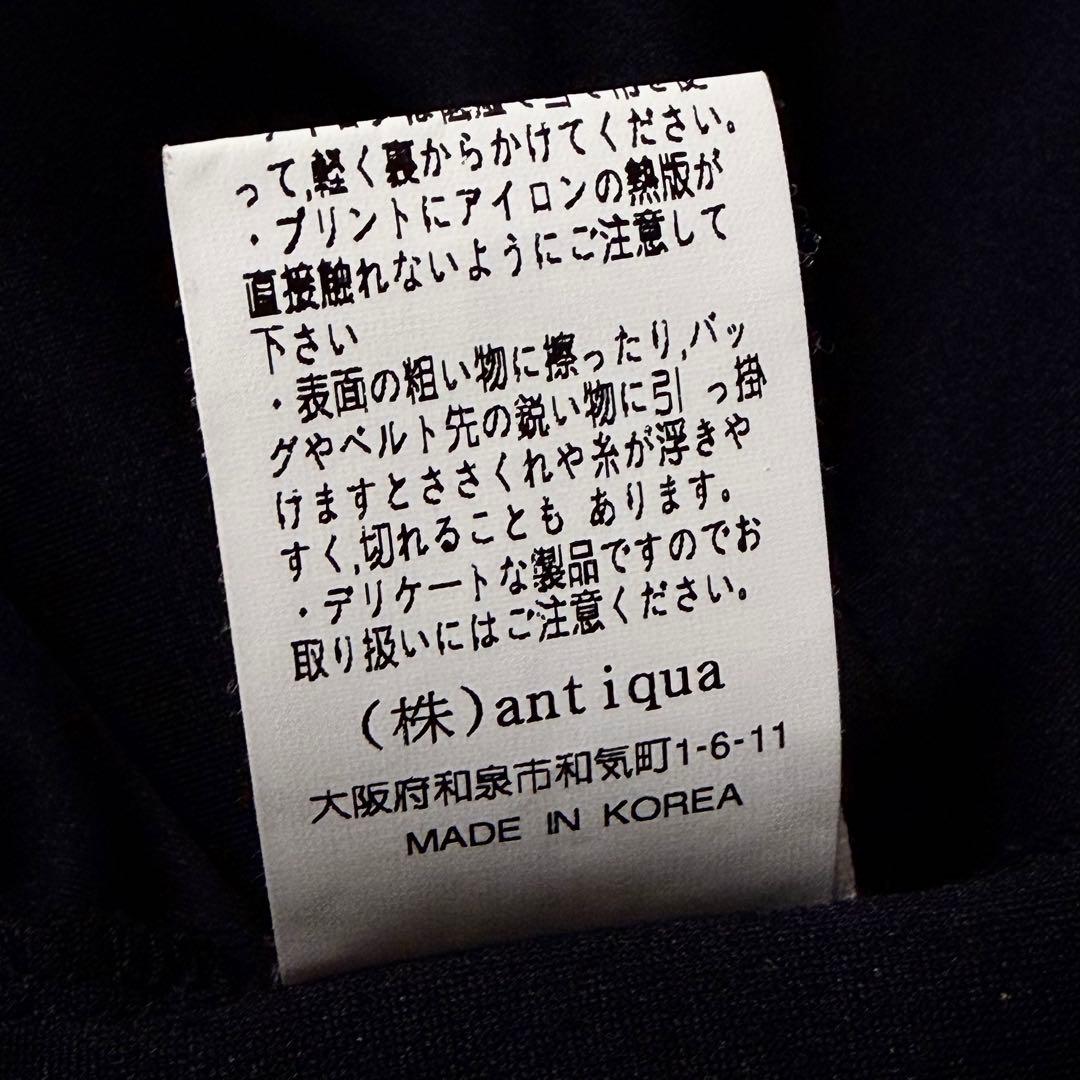 って,軽く裏からかけてください。
・プリントにアイロンの熱版が
直接触れないようにご注意して
下さい
・表面の粗い物に擦ったり,バッ
グやベルト先の鋭い物に引っ掛
けますとささくれや糸が浮きや
すく,切れることも あります。
・デリケートな製品ですのでお
取り扱いにはご注意ください。
(株)antiqua
大阪府和泉市和気町1-6-11
MADE IN KOREA